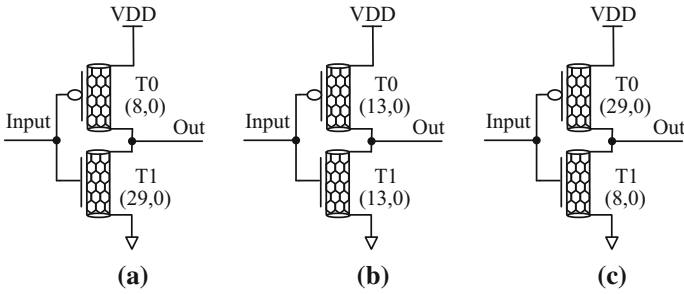 VDD
T0
(8,0)
Input
Out
T1
(29,0)
(a)
VDD
T0
(13,0)
Input
Out
T1
(13,0)
(b)
VDD
T0
(29,0)
Input
Out
T1
(8,0)
(c)